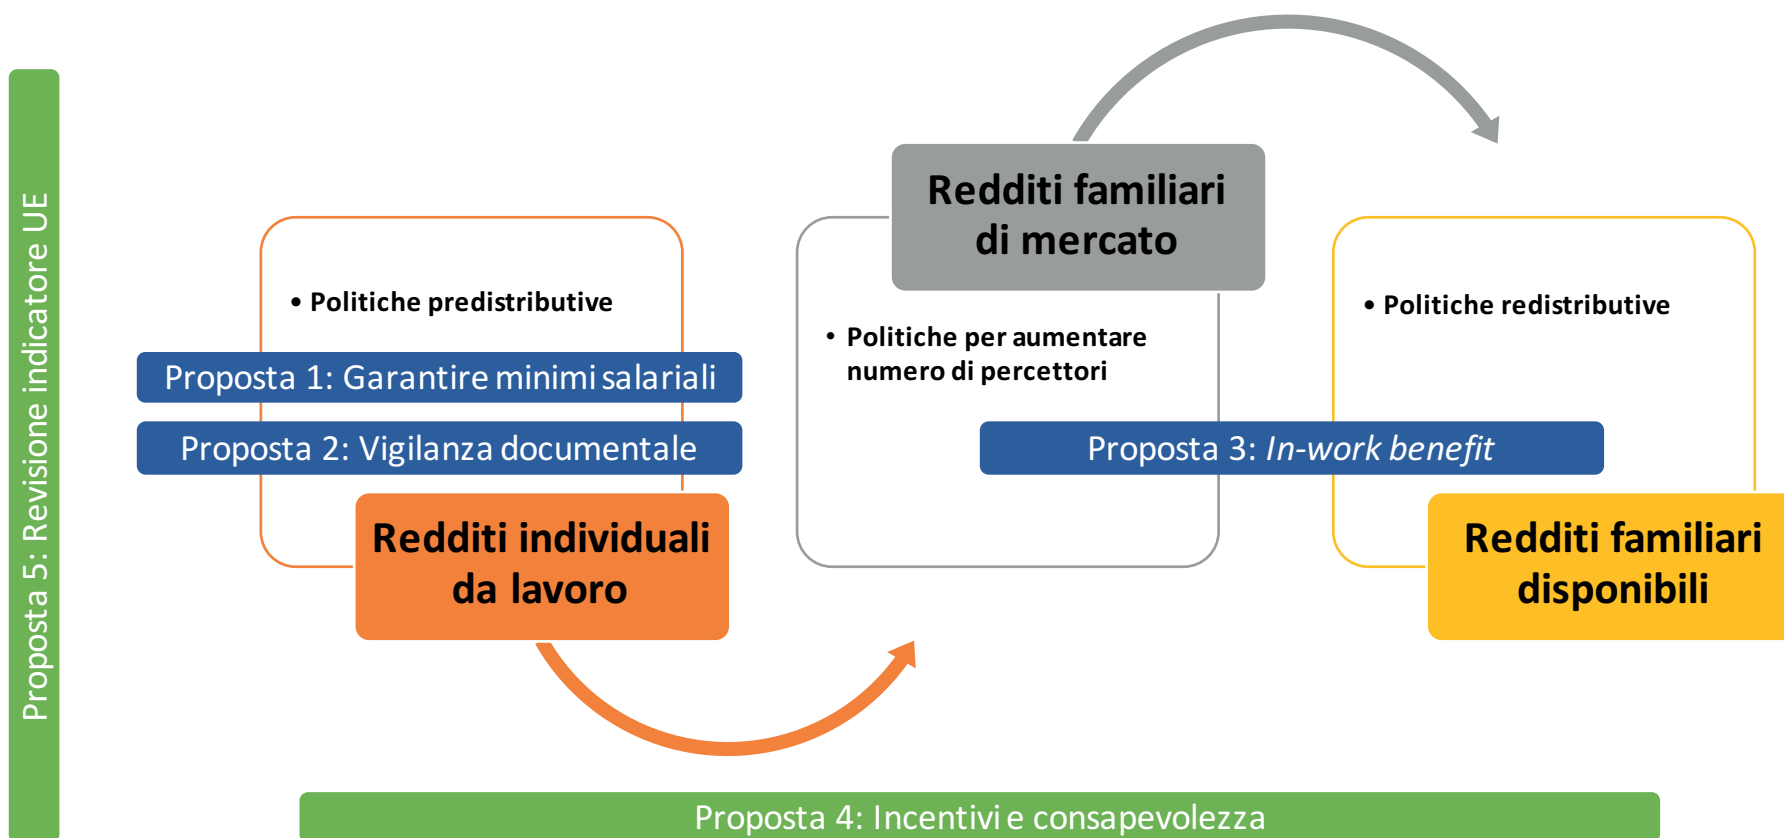 Proposta 5: Revisione indicatore UE
• Politiche predistributive
Proposta 1: Garantire minimi salariali
Proposta 2: Vigilanza documentale
Redditi individuali
da lavoro
Redditi familiari
di mercato
• Politiche per aumentare
numero di percettori
Proposta 3: In-work benefit
• Politiche redistributive
Redditi familiari
disponibili
Proposta 4: Incentivi e consapevolezza